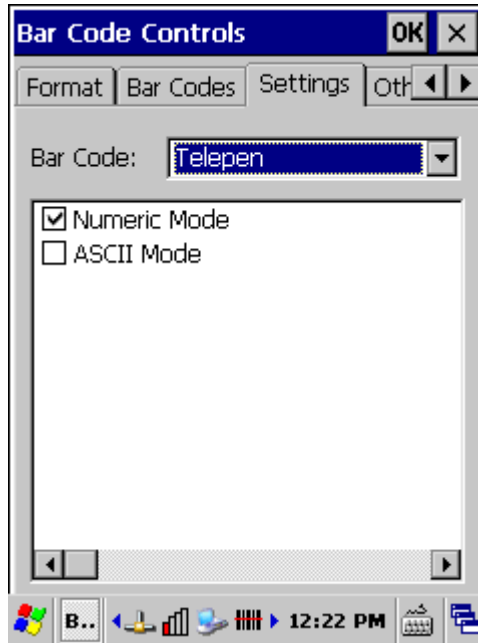 Bar Code Controls OK
Format Bar Codes Settings Oth
Bar Code: Telepen
Numeric Mode
ASCII Mode
B.. 12:22 PM